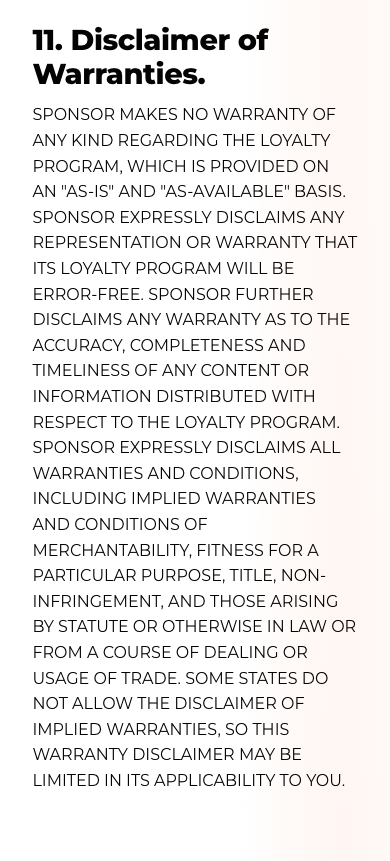 11. Disclaimer of
Warranties.
SPONSOR MAKES NO WARRANTY OF
ANY KIND REGARDING THE LOYALTY
PROGRAM, WHICH IS PROVIDED ON
AN "AS-IS" AND "AS-AVAILABLE" BASIS.
SPONSOR EXPRESSLY DISCLAIMS ANY
REPRESENTATION OR WARRANTY THAT
ITS LOYALTY PROGRAM WILL BE
ERROR-FREE. SPONSOR FURTHER
DISCLAIMS ANY WARRANTY AS TO THE
ACCURACY, COMPLETENESS AND
TIMELINESS OF ANY CONTENT OR
INFORMATION DISTRIBUTED WITH
RESPECT TO THE LOYALTY PROGRAM.
SPONSOR EXPRESSLY DISCLAIMS ALL
WARRANTIES AND CONDITIONS,
INCLUDING IMPLIED WARRANTIES
AND CONDITIONS OF
MERCHANTABILITY, FITNESS FOR A
PARTICULAR PURPOSE, TITLE, NON-
INFRINGEMENT, AND THOSE ARISING
BY STATUTE OR OTHERWISE IN LAW OR
FROM A COURSE OF DEALING OR
USAGE OF TRADE. SOME STATES DO
NOT ALLOW THE DISCLAIMER OF
IMPLIED WARRANTIES, SO THIS
WARRANTY DISCLAIMER MAY BE
LIMITED IN ITS APPLICABILITY TO YOU.